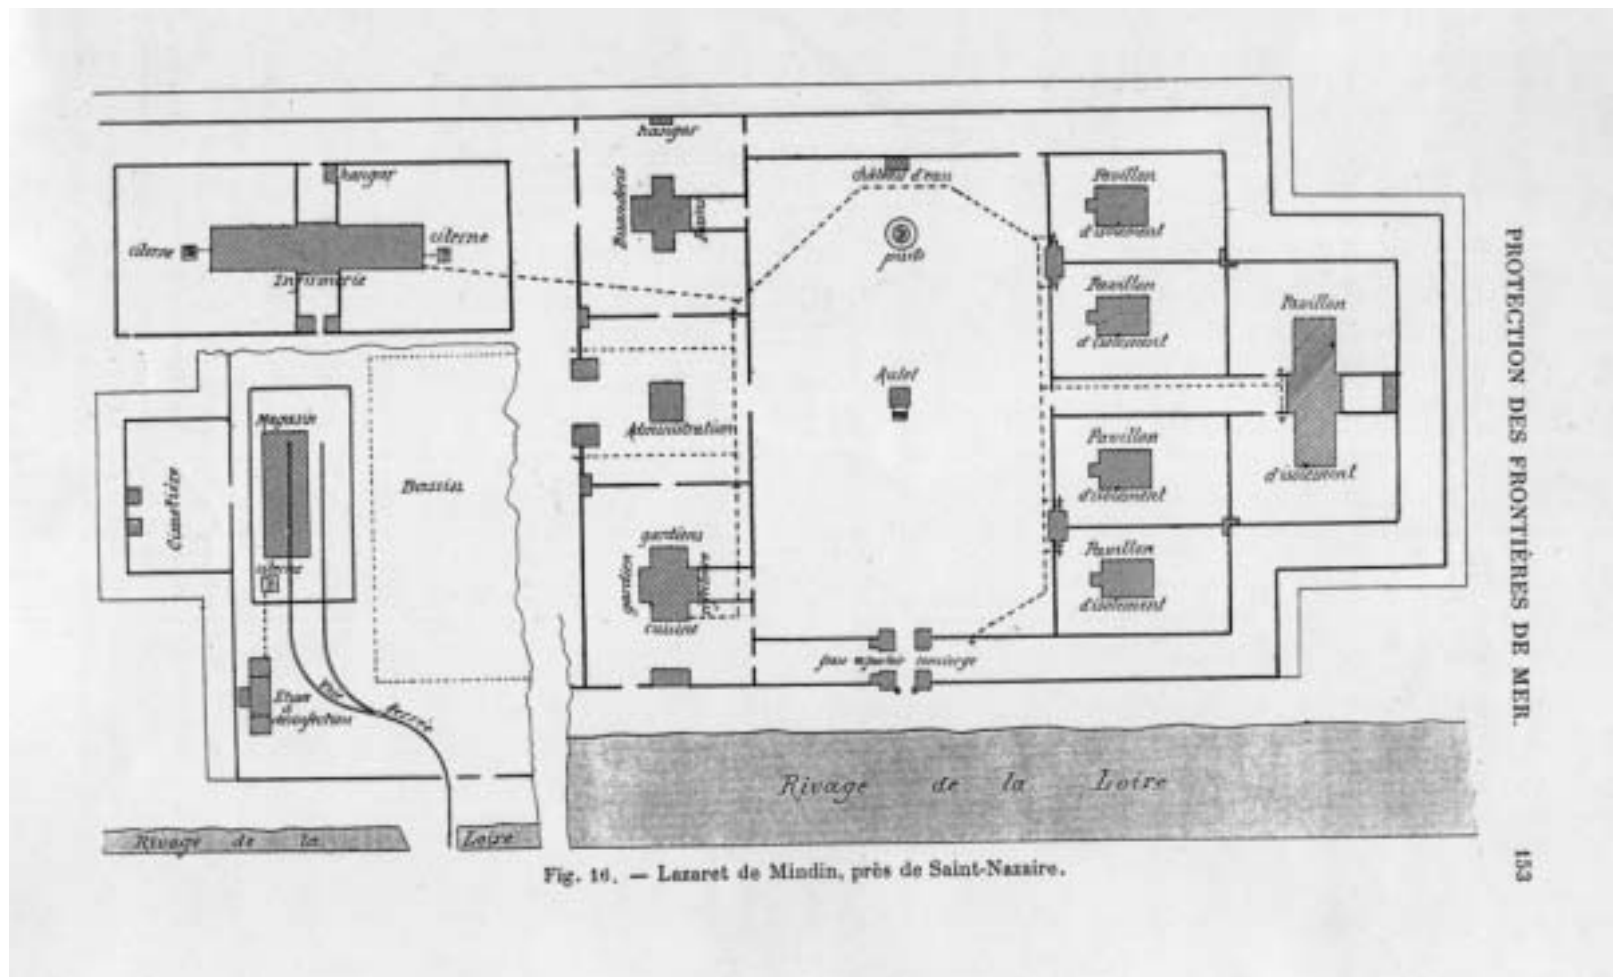 hangar
hangar
citerne
citerne
Infirmerie
Buanderie
Bains
château d'eau
puits
Pavillon
d'isolement
Pavillon
d'isolement
Pavillon
d'isolement
Autel
Administration
Magasin
Bassin
Cimetière
citerne
Pavillon
d'isolement
Pavillon
d'isolement
gardiens
gardien
cuisine
concierge
Etuve
à
désinfection
Voie ferrée
Rivage de la Loire
Rivage de la Loire
Fig. 16. — Lazaret de Mindin, près de Saint-Nazaire.
PROTECTION DES FRONTIÈRES DE MER.
153